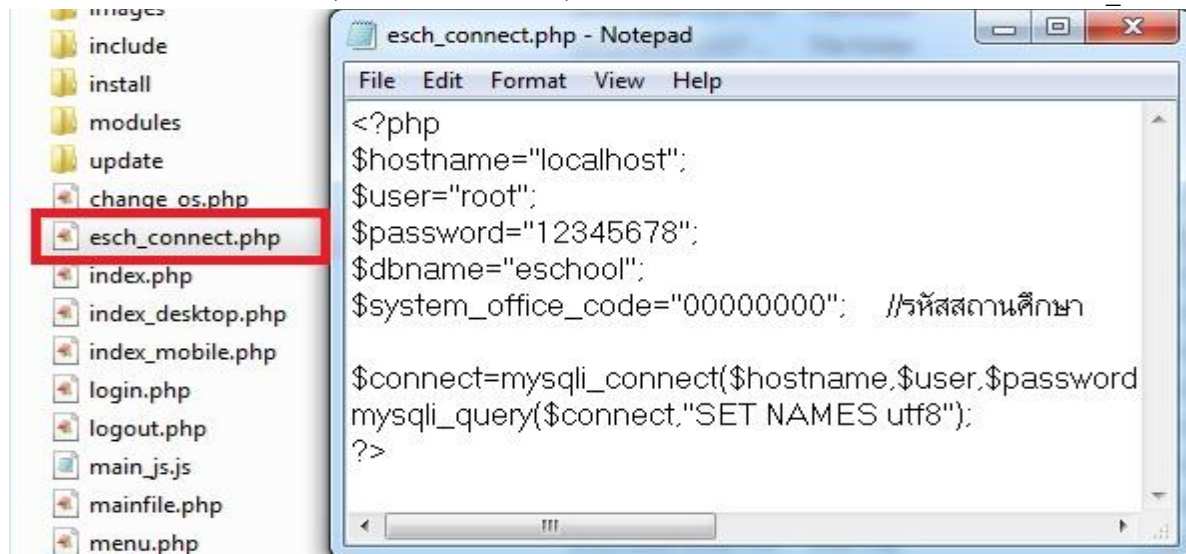 images
include
install
modules
update
change_os.php
esch_connect.php
index.php
index_desktop.php
index_mobile.php
login.php
logout.php
main_js.js
mainfile.php
menu.php
esch_connect.php - Notepad
File Edit Format View Help
<?php
$hostname="localhost";
$user="root";
$password="12345678";
$dbname="eschool";
$system_office_code="00000000"; //รหัสสถานศึกษา
$connect=mysqli_connect($hostname,$user,$password
mysqli_query($connect,"SET NAMES utf8");
?>